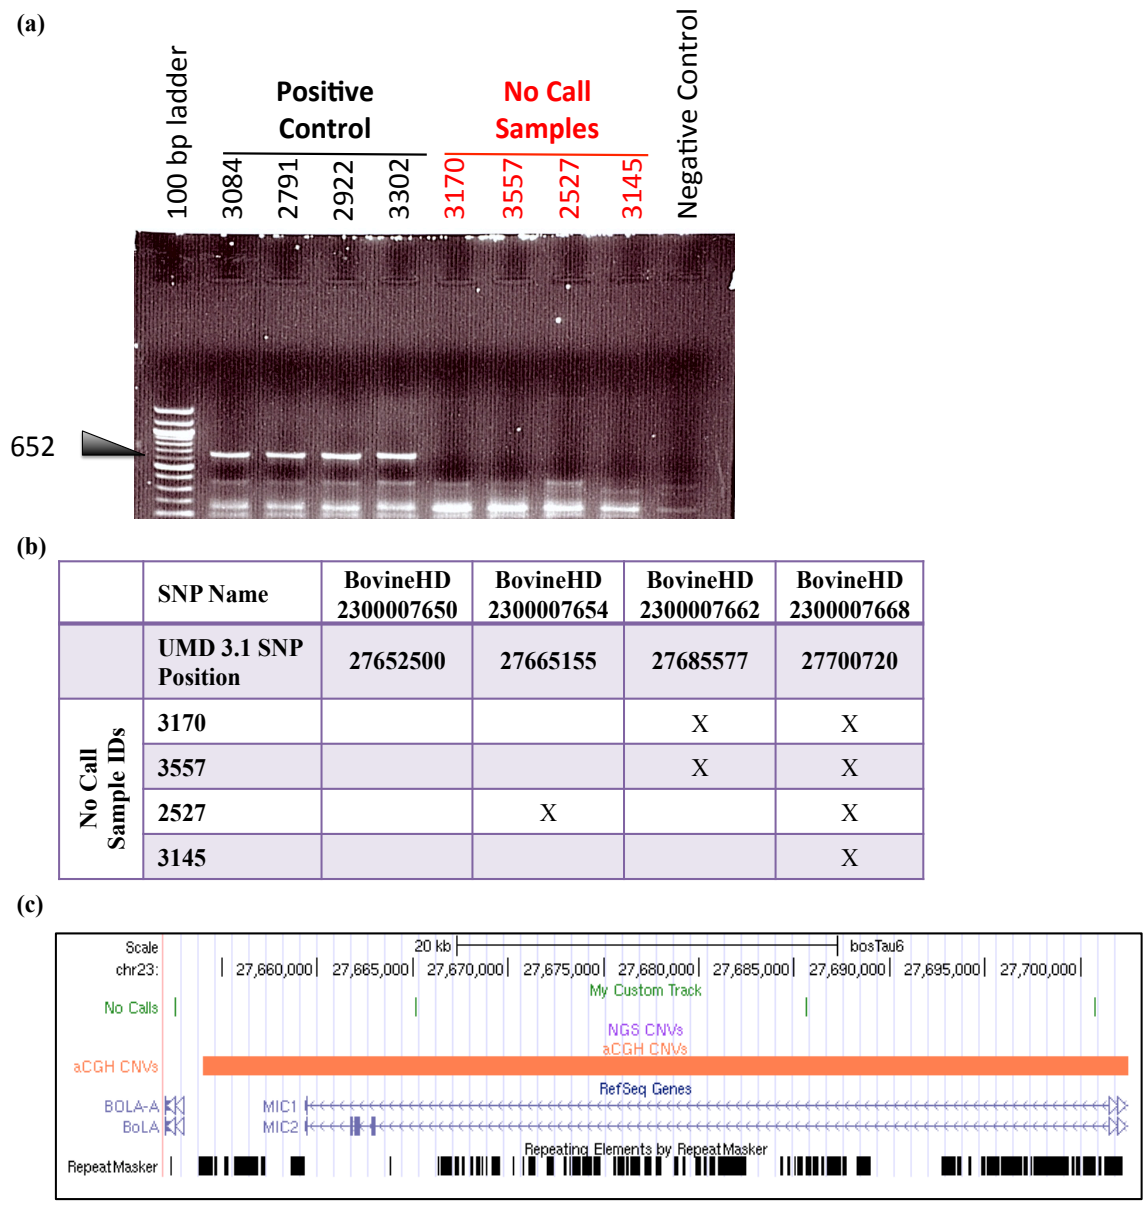 (a)
100 bp ladder
Positive
Control
No Call
Samples
Negative Control
3084
2791
2922
3302
3170
3557
2527
3145
652
(b)
SNP Name
BovineHD
2300007650
BovineHD
2300007654
BovineHD
2300007662
BovineHD
2300007668
UMD 3.1 SNP
Position
27652500
27665155
27685577
27700720
No Call
Sample IDs
3170 X X
3557 X X
2527 X X
3145 X
(c)
Scale 20 kb bosTau6
chr23: 27,660,000 27,665,000 27,670,000 27,675,000 27,680,000 27,685,000 27,690,000 27,695,000 27,700,000
My Custom Track
No Calls
NGS CNVs
aCGH CNVs
aCGH CNVs
RefSeq Genes
BOLA-A MIC1
BoLA MIC2
Repeating Elements by RepeatMasker
RepeatMasker